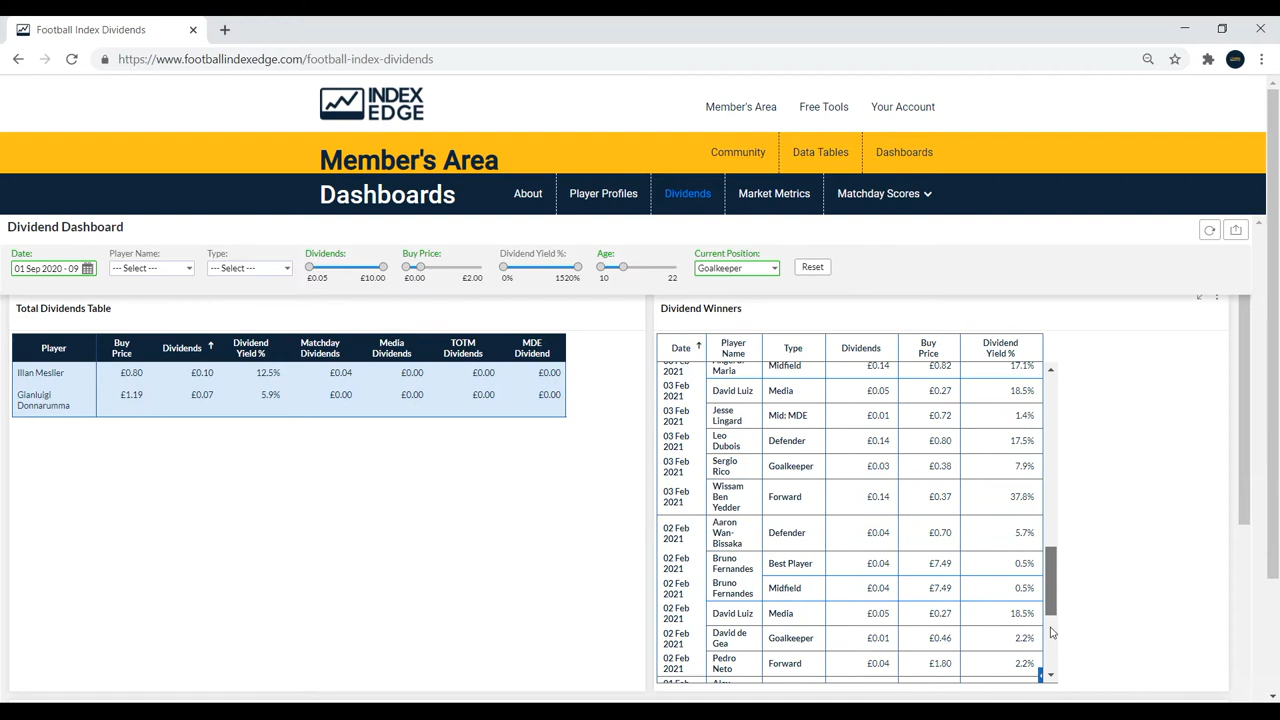 Football Index Dividends
https://www.footballindexedge.com/football-index-dividends
INDEX
EDGE
Member's Area Free Tools Your Account
Member's Area
Community Data Tables Dashboards
Dashboards
About Player Profiles Dividends Market Metrics Matchday Scores
Dividend Dashboard
Date: Player Name: Type: Dividends: Buy Price: Dividend Yield %: Age: Current Position:
01 Sep 2020 - 09 --- Select --- --- Select --- Goalkeeper Reset
£0.05 £10.00 £0.00 £2.00 0% 1520% 10 22
Total Dividends Table
Player Buy Price Dividends Dividend Yield % Matchday Dividends Media Dividends TOTM Dividends MDE Dividend
Illan Meslier £0.80 £0.10 12.5% £0.04 £0.00 £0.00 £0.00
Gianluigi Donnarumma £1.19 £0.07 5.9% £0.00 £0.00 £0.00 £0.00
Dividend Winners
Date Player Name Type Dividends Buy Price Dividend Yield %
2021 Maria Midfield £0.14 £0.82 17.1%
03 Feb 2021 David Luiz Media £0.05 £0.27 18.5%
03 Feb 2021 Jesse Lingard Mid: MDE £0.01 £0.72 1.4%
03 Feb 2021 Leo Dubois Defender £0.14 £0.80 17.5%
03 Feb 2021 Sergio Rico Goalkeeper £0.03 £0.38 7.9%
03 Feb 2021 Wissam Ben Yedder Forward £0.14 £0.37 37.8%
02 Feb 2021 Aaron Wan-Bissaka Defender £0.04 £0.70 5.7%
02 Feb 2021 Bruno Fernandes Best Player £0.04 £7.49 0.5%
02 Feb 2021 Bruno Fernandes Midfield £0.04 £7.49 0.5%
02 Feb 2021 David Luiz Media £0.05 £0.27 18.5%
02 Feb 2021 David de Gea Goalkeeper £0.01 £0.46 2.2%
02 Feb 2021 Pedro Neto Forward £0.04 £1.80 2.2%